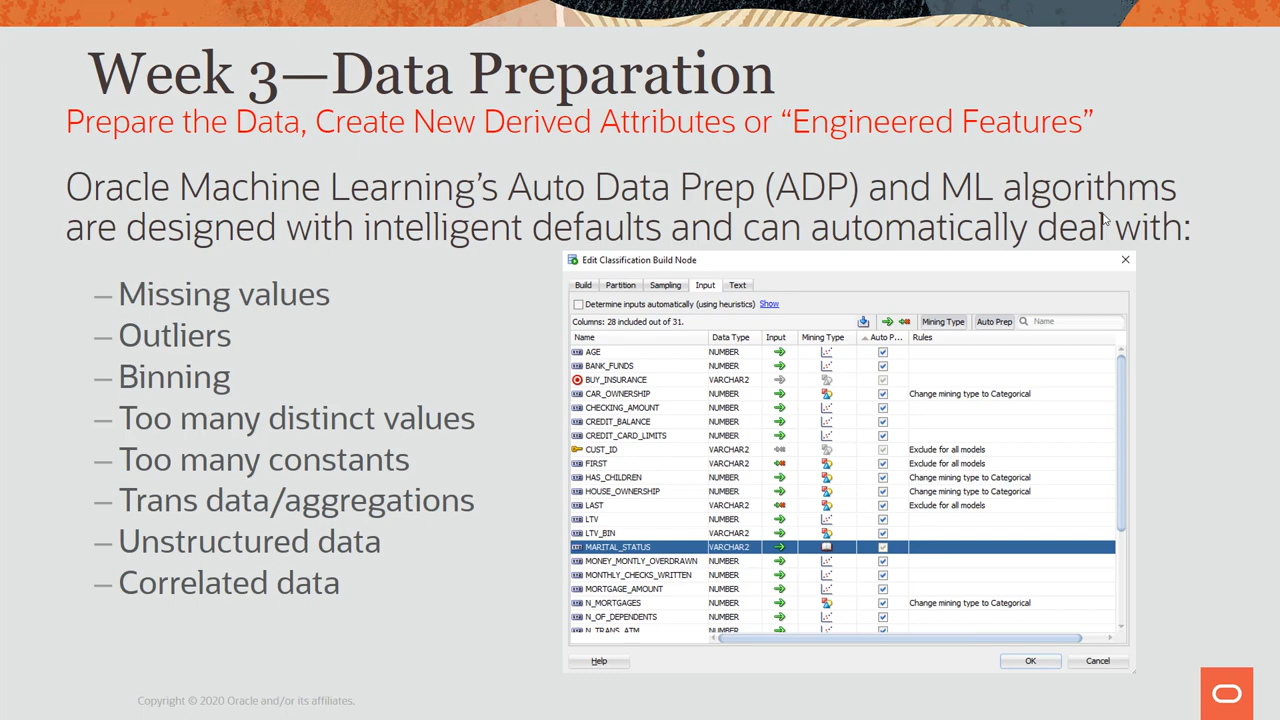 Week 3—Data Preparation
Prepare the Data, Create New Derived Attributes or “Engineered Features”
Oracle Machine Learning’s Auto Data Prep (ADP) and ML algorithms
are designed with intelligent defaults and can automatically deal with:
– Missing values
– Outliers
– Binning
– Too many distinct values
– Too many constants
– Trans data/aggregations
– Unstructured data
– Correlated data
Edit Classification Build Node
Build Partition Sampling Input Text
Determine inputs automatically (using heuristics) Show
Columns: 28 included out of 31. Mining Type Auto Prep Name
Name Data Type Input Mining Type Auto P... Rules
AGE NUMBER
BANK_FUNDS NUMBER
BUY_INSURANCE VARCHAR2
CAR_OWNERSHIP NUMBER Change mining type to Categorical
CHECKING_AMOUNT NUMBER
CREDIT_BALANCE NUMBER
CREDIT_CARD_LIMITS NUMBER
CUST_ID VARCHAR2 Exclude for all models
FIRST VARCHAR2 Exclude for all models
HAS_CHILDREN NUMBER Change mining type to Categorical
HOUSE_OWNERSHIP NUMBER Change mining type to Categorical
LAST VARCHAR2 Exclude for all models
LTV NUMBER
LTV_BIN VARCHAR2
MARITAL_STATUS VARCHAR2
MONEY_MONTLY_OVERDRAWN NUMBER
MONTHLY_CHECKS_WRITTEN NUMBER
MORTGAGE_AMOUNT NUMBER
N_MORTGAGES NUMBER Change mining type to Categorical
N_OF_DEPENDENTS NUMBER
N_TRANS_ATM NUMBER
Help OK Cancel
Copyright © 2020 Oracle and/or its affiliates.